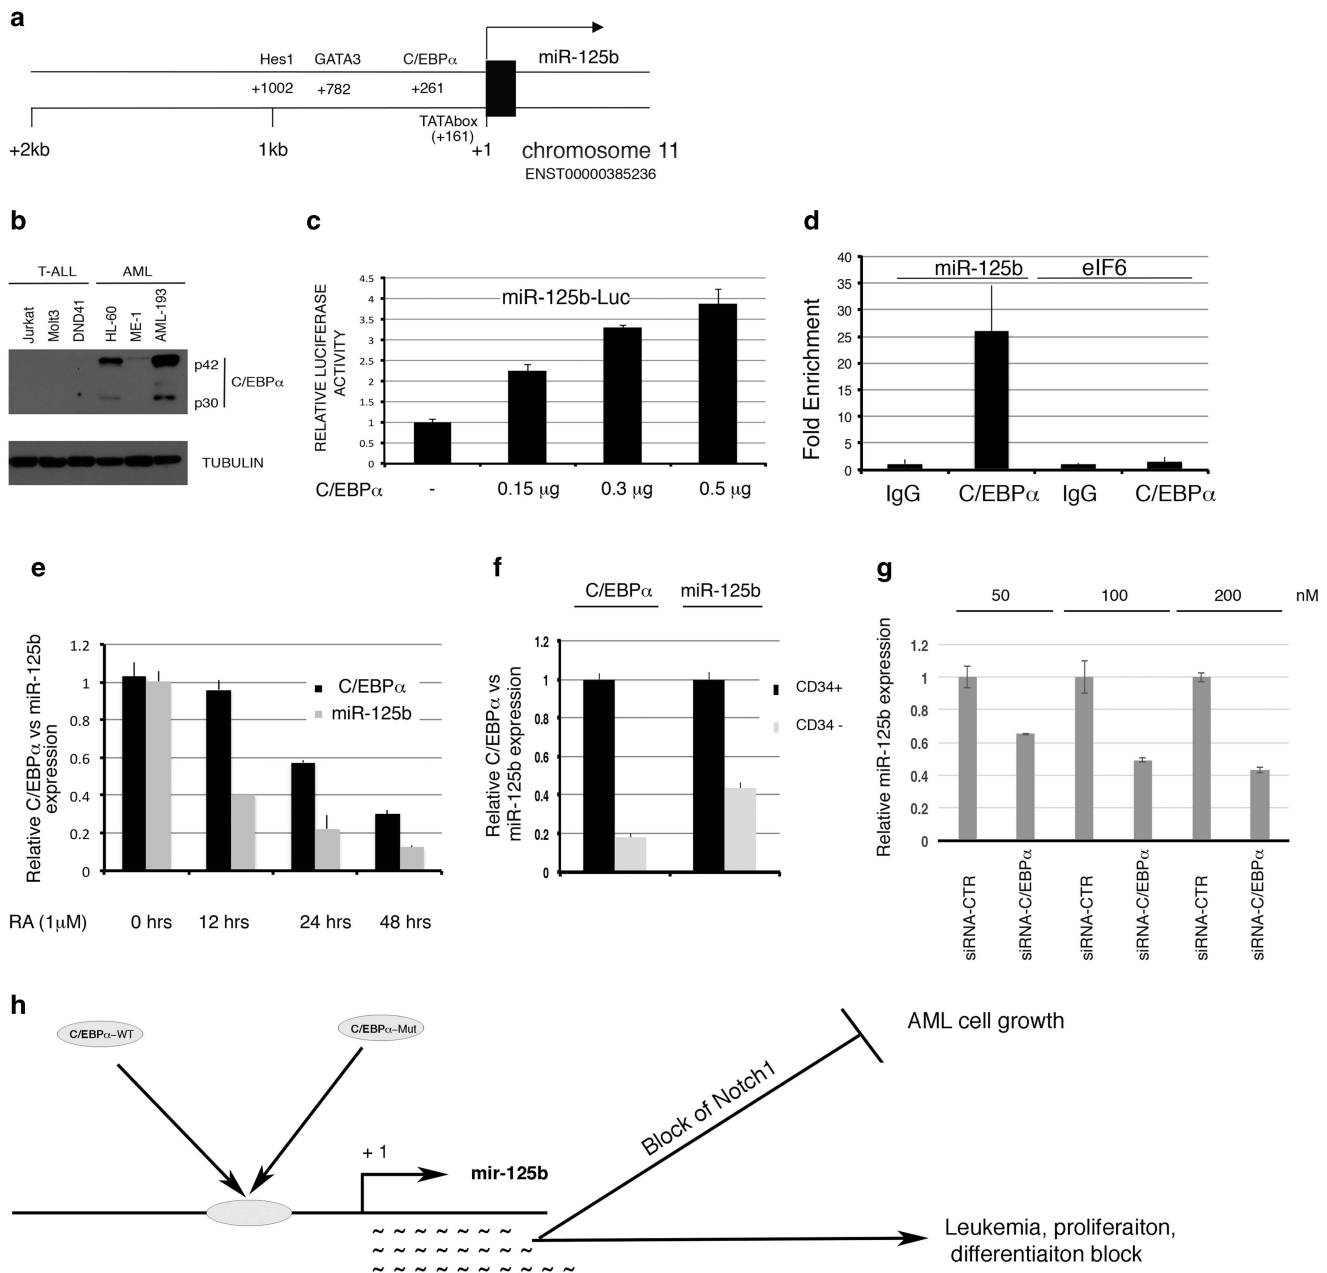 a
Hes1 GATA3 C/EBPα miR-125b
+1002 +782 +261
TATAbox
(+161)
+2kb 1kb +1 chromosome 11
ENST00000385236
b
T-ALL AML
Jurkat Molt3 DND41 HL-60 ME-1 AML-193
p42
C/EBPα
p30
TUBULIN
c
RELATIVE LUCIFERASE
ACTIVITY
4.5
4
3.5
3
2.5
2
1.5
1
0.5
0
miR-125b-Luc
C/EBPα - 0.15 μg 0.3 μg 0.5 μg
d
Fold Enrichment
40
35
30
25
20
15
10
5
0
miR-125b eIF6
IgG C/EBPα IgG C/EBPα
e
Relative C/EBPα vs miR-125b
expression
1.2
1
0.8
0.6
0.4
0.2
0
C/EBPα
miR-125b
RA (1μM) 0 hrs 12 hrs 24 hrs 48 hrs
f
C/EBPα miR-125b
Relative C/EBPα vs
miR-125b expression
1.2
1
0.8
0.6
0.4
0.2
0
CD34+
CD34 -
g
50 100 200 nM
Relative miR-125b expression
1.2
1
0.8
0.6
0.4
0.2
0
siRNA-CTR
siRNA-C/EBPα
siRNA-CTR
siRNA-C/EBPα
siRNA-CTR
siRNA-C/EBPα
h
C/EBPα–WT C/EBPα–Mut
AML cell growth
Block of Notch1
+ 1
mir-125b
~ ~ ~ ~ ~ ~ ~
~ ~ ~ ~ ~ ~ ~ ~
~ ~ ~ ~ ~ ~ ~ ~ ~ ~
Leukemia, proliferaiton,
differentiaiton block